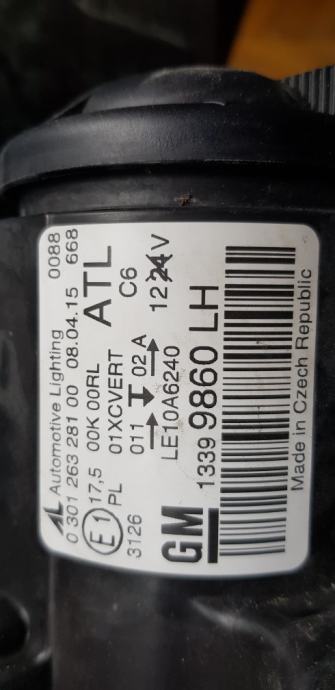 AL Automotive Lighting 0088
0 301 263 281 00 08.04.15 668
E1 17,5 00K 00RL ATL
PL 01XCVERT C6
3126 011 02 A 12 24V
LE10A6240
GM 1339 9860 LH
Made in Czech Republic